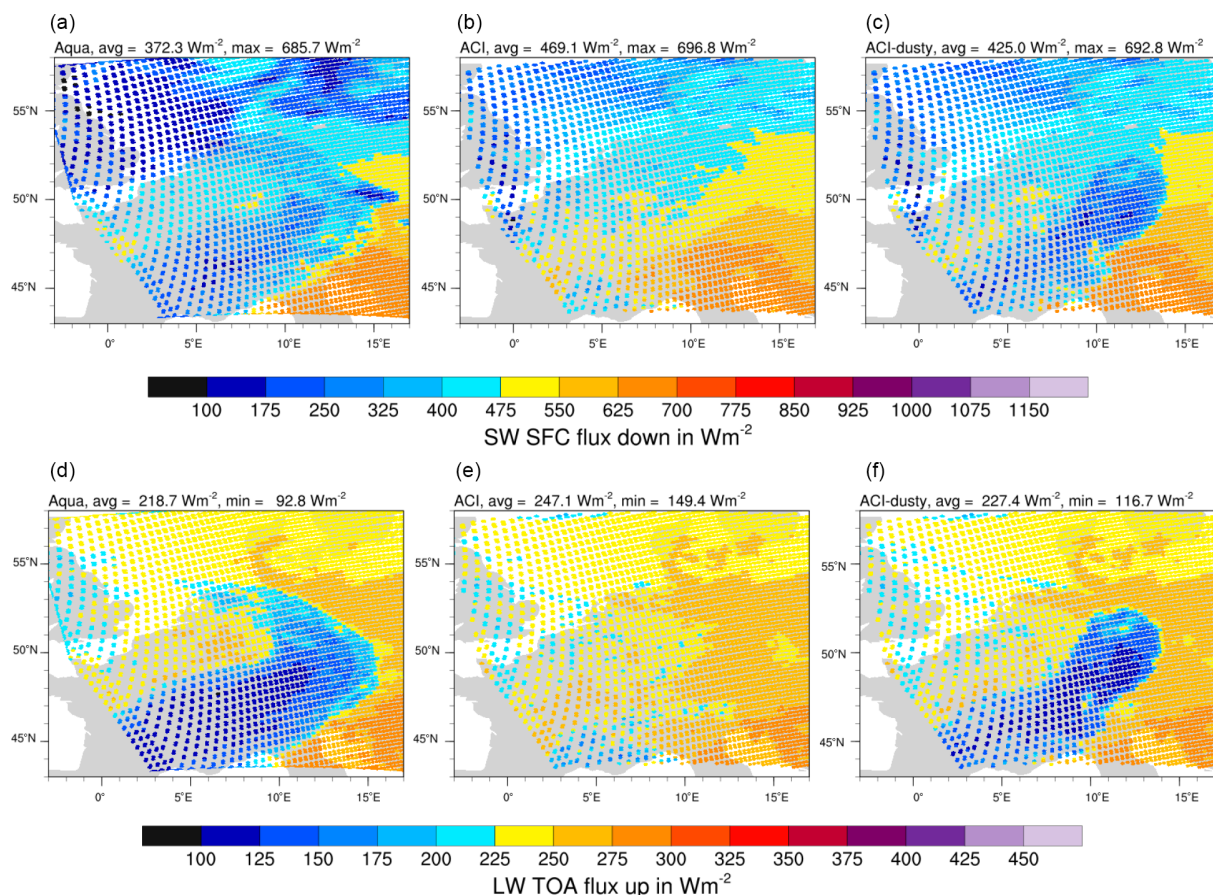 (a) (b) (c)
Aqua, avg = 372.3 Wm-2, max = 685.7 Wm-2 ACI, avg = 469.1 Wm-2, max = 696.8 Wm-2 ACI-dusty, avg = 425.0 Wm-2, max = 692.8 Wm-2
55°N 55°N 55°N
50°N 50°N 50°N
45°N 45°N 45°N
0° 5°E 10°E 15°E 0° 5°E 10°E 15°E 0° 5°E 10°E 15°E
100 175 250 325 400 475 550 625 700 775 850 925 1000 1075 1150
SW SFC flux down in Wm-2
(d) (e) (f)
Aqua, avg = 218.7 Wm-2, min = 92.8 Wm-2 ACI, avg = 247.1 Wm-2, min = 149.4 Wm-2 ACI-dusty, avg = 227.4 Wm-2, min = 116.7 Wm-2
55°N 55°N 55°N
50°N 50°N 50°N
45°N 45°N 45°N
0° 5°E 10°E 15°E 0° 5°E 10°E 15°E 0° 5°E 10°E 15°E
100 125 150 175 200 225 250 275 300 325 350 375 400 425 450
LW TOA flux up in Wm-2